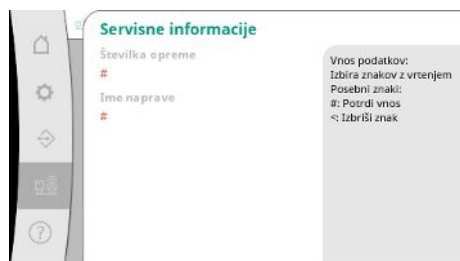 Servisne informacije
Številka opreme
#
Ime naprave
#
Vnos podatkov:
Izbira znakov z vrtenjem
Posebni znaki:
#: Potrdi vnos
<: Izbriši znak
?